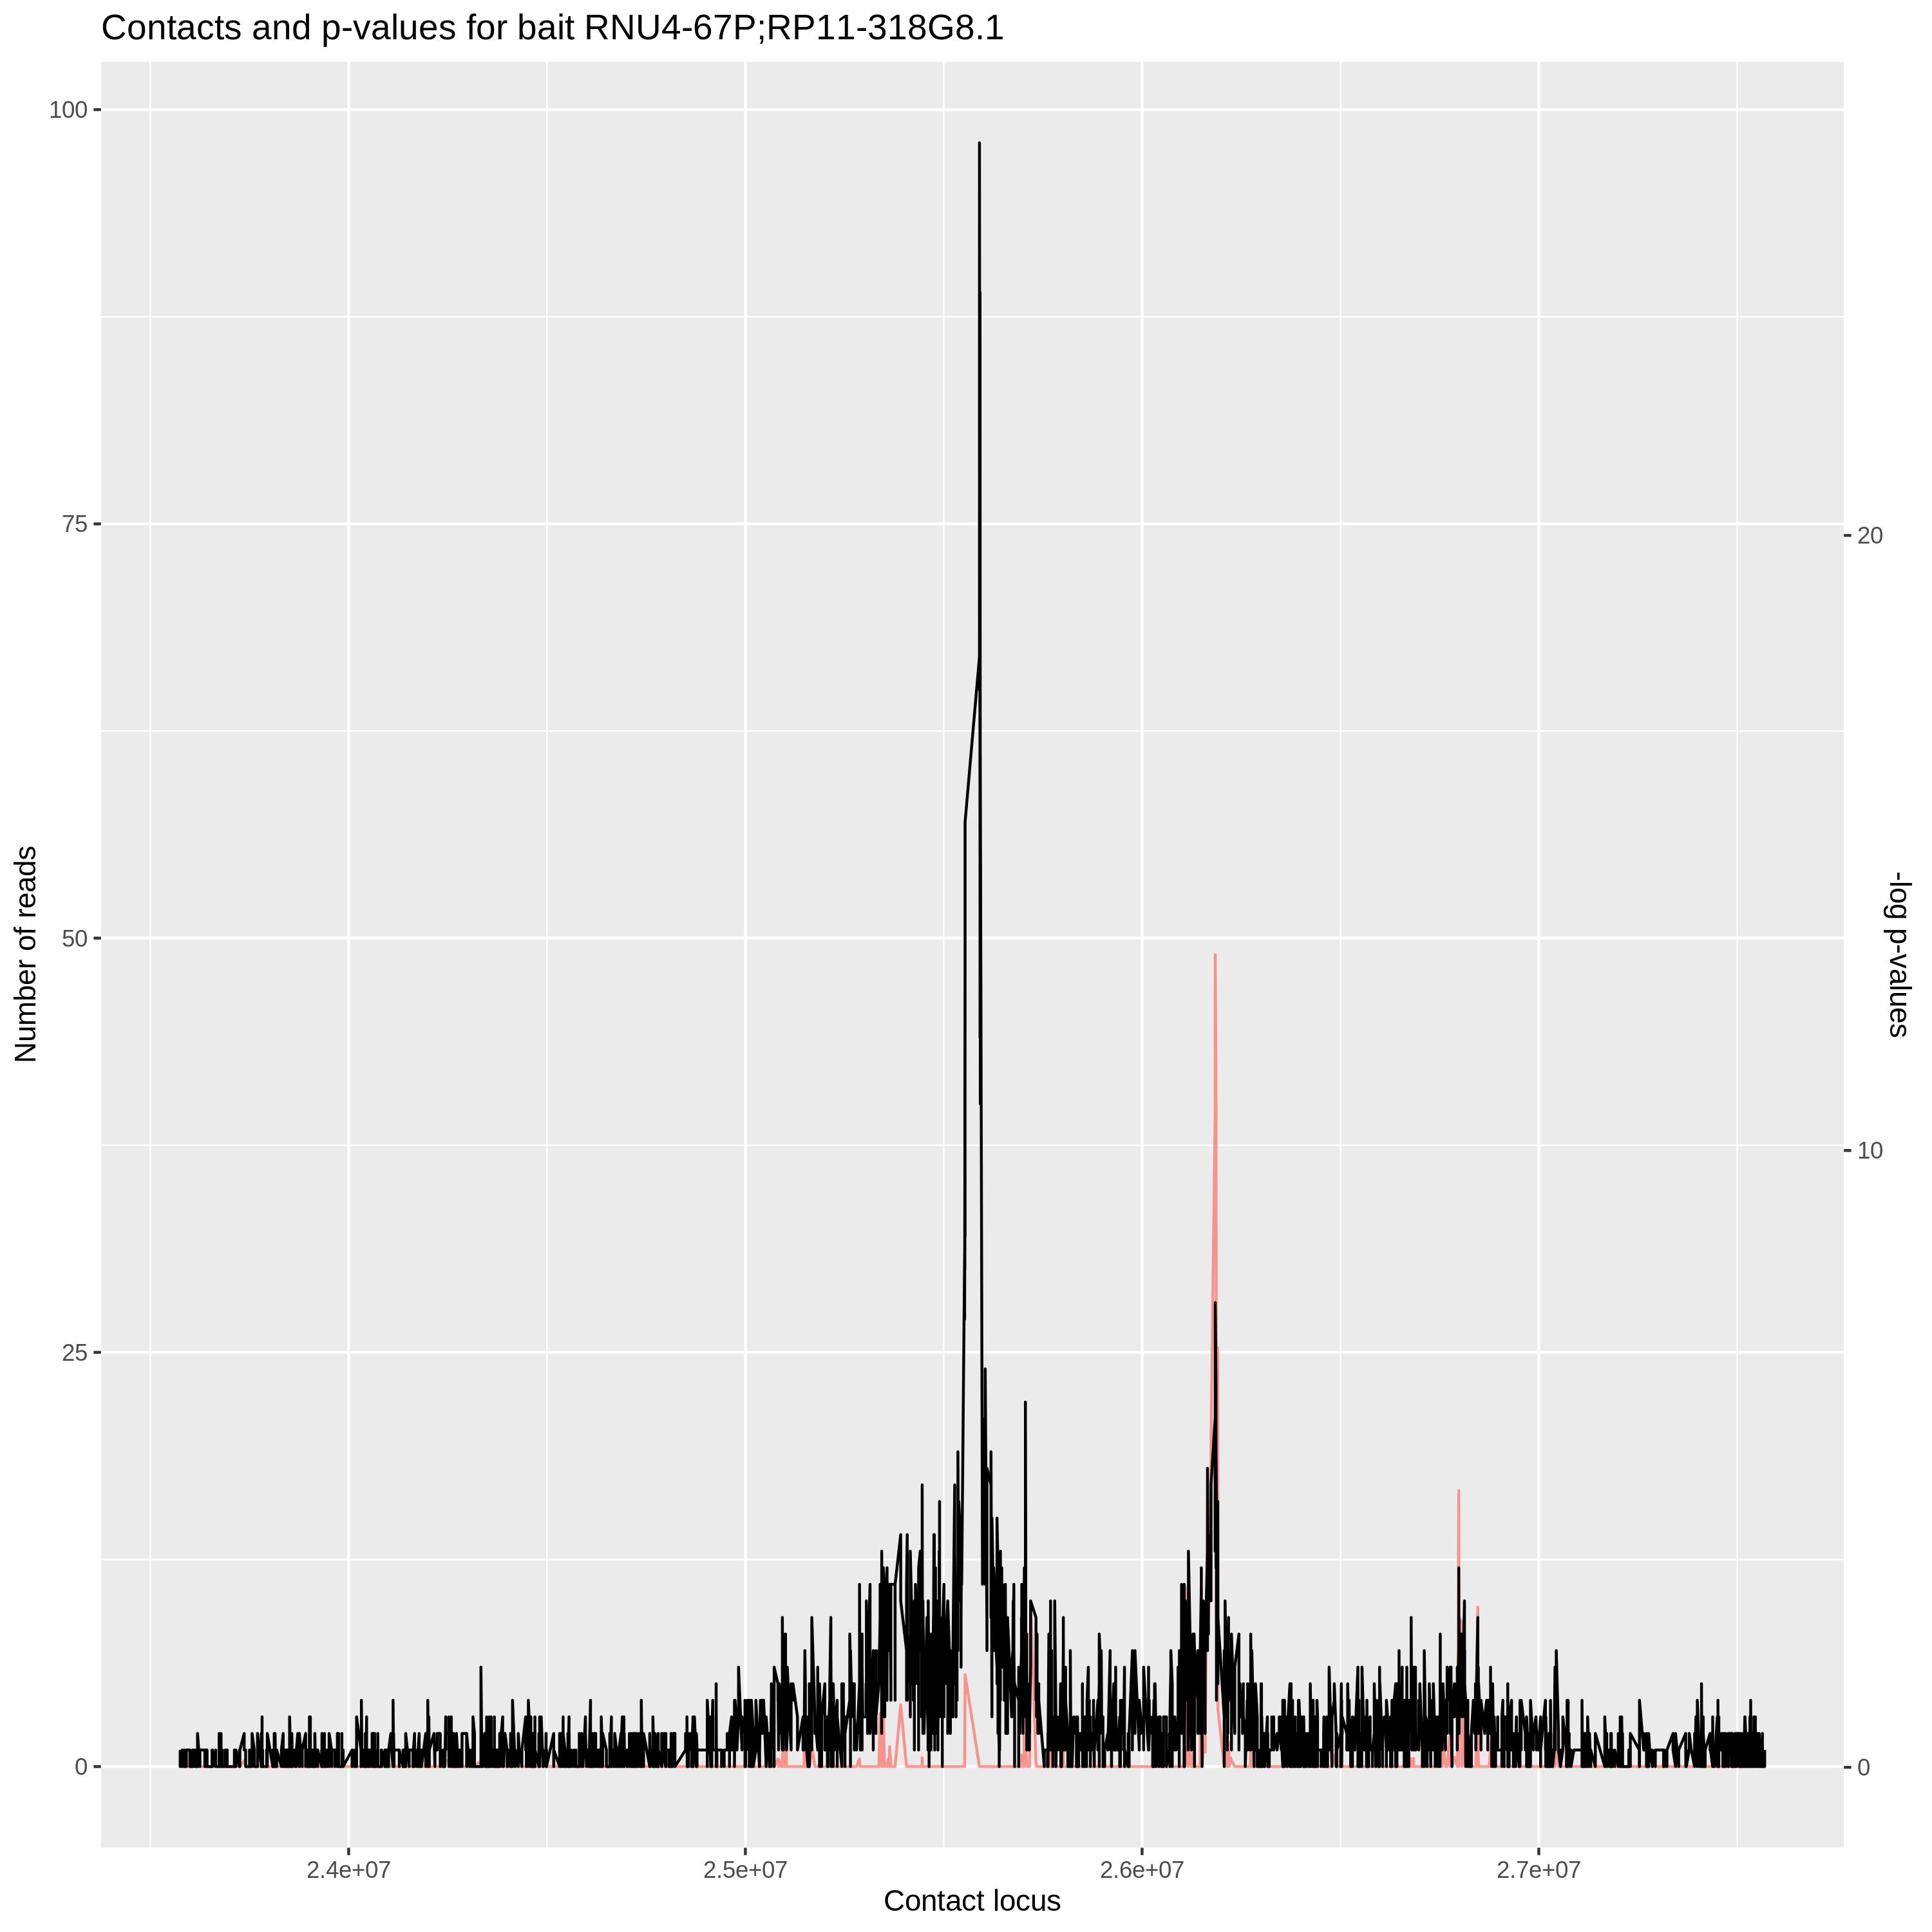 Contacts and p-values for bait RNU4-67P;RP11-318G8.1
100
75
50
25
0
Number of reads
20
10
0
-log p-values
2.4e+07
2.5e+07
2.6e+07
2.7e+07
Contact locus